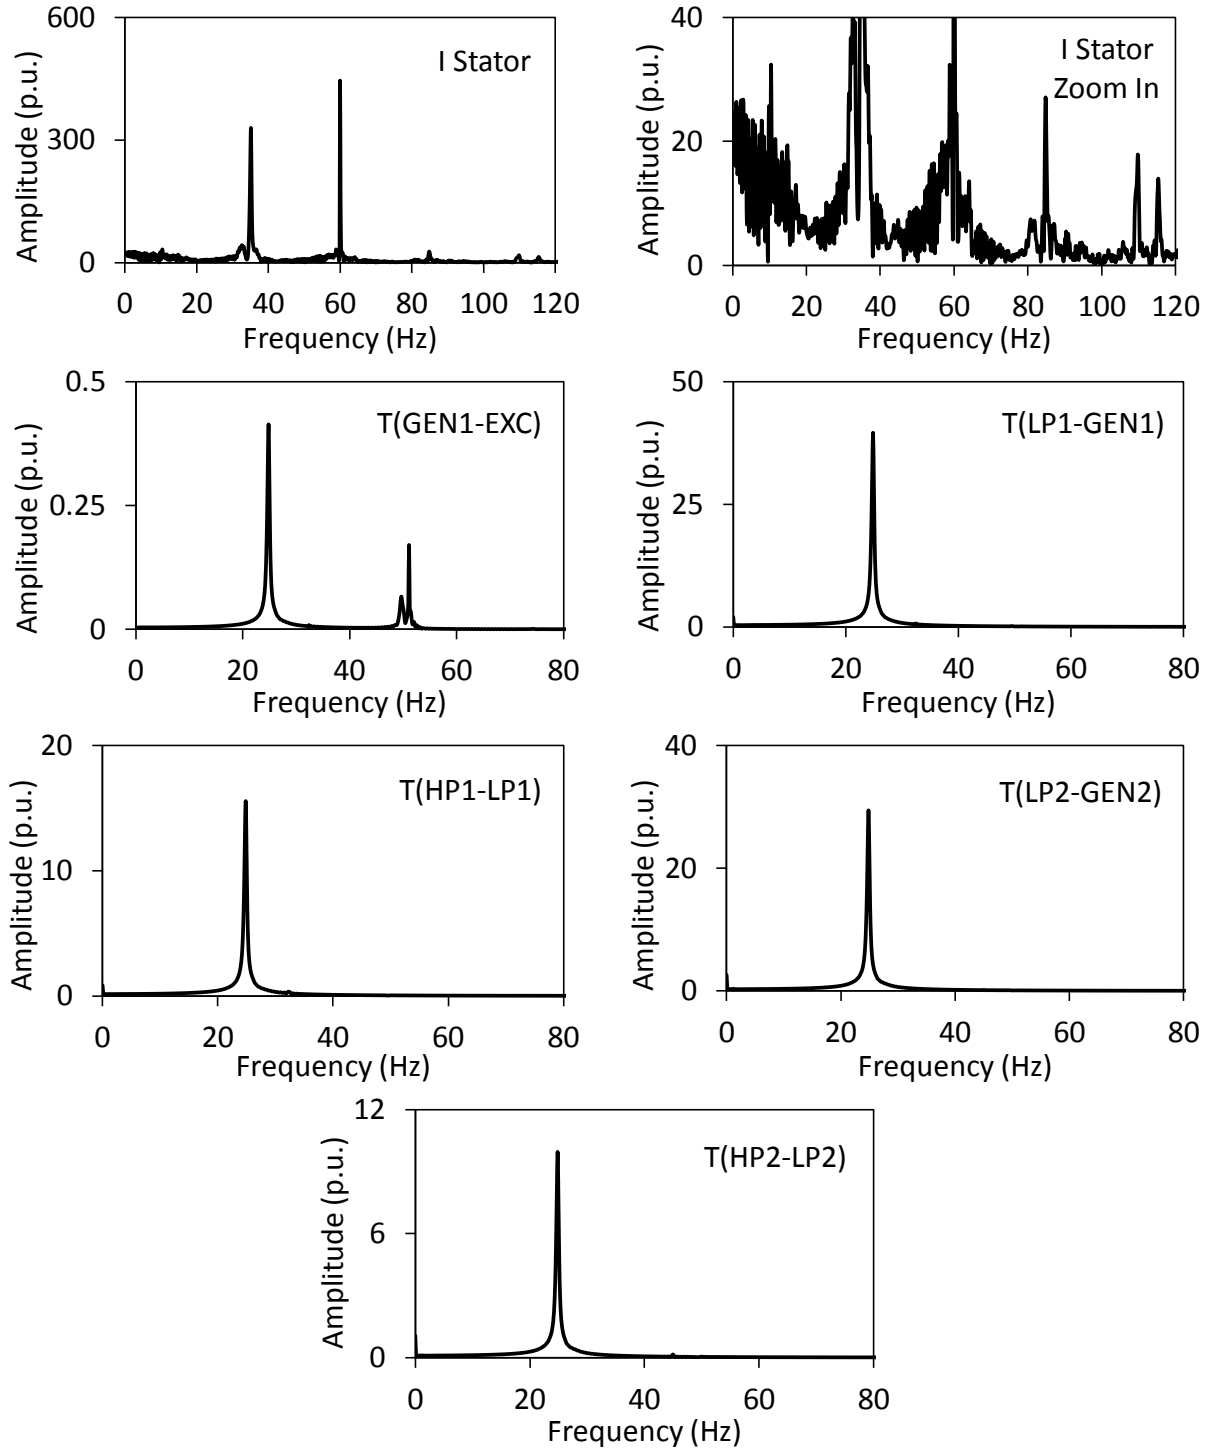 600
300
0
0 20 40 60 80 100 120
Amplitude (p.u.)
Frequency (Hz)
I Stator
40
20
0
0 20 40 60 80 100 120
Amplitude (p.u.)
Frequency (Hz)
I Stator
Zoom In
0.5
0.25
0
0 20 40 60 80
Amplitude (p.u.)
Frequency (Hz)
T(GEN1-EXC)
50
25
0
0 20 40 60 80
Amplitude (p.u.)
Frequency (Hz)
T(LP1-GEN1)
20
10
0
0 20 40 60 80
Amplitude (p.u.)
Frequency (Hz)
T(HP1-LP1)
40
20
0
0 20 40 60 80
Amplitude (p.u.)
Frequency (Hz)
T(LP2-GEN2)
12
6
0
0 20 40 60 80
Amplitude (p.u.)
Frequency (Hz)
T(HP2-LP2)